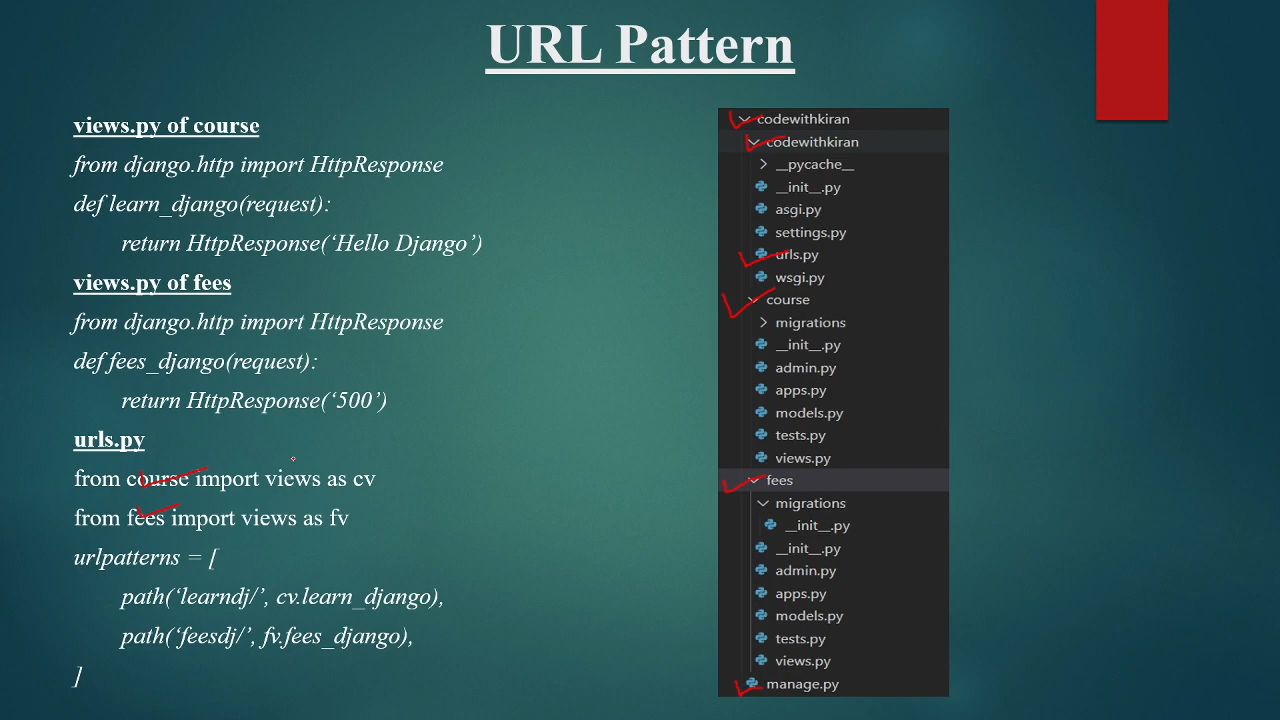 URL Pattern
views.py of course
from django.http import HttpResponse
def learn_django(request):
return HttpResponse(‘Hello Django’)
views.py of fees
from django.http import HttpResponse
def fees_django(request):
return HttpResponse(‘500’)
urls.py
from course import views as cv
from fees import views as fv
urlpatterns = [
path(‘learndj/’, cv.learn_django),
path(‘feesdj/’, fv.fees_django),
]
codewithkiran
codewithkiran
__pycache__
__init__.py
asgi.py
settings.py
urls.py
wsgi.py
course
migrations
__init__.py
admin.py
apps.py
models.py
tests.py
views.py
fees
migrations
__init__.py
__init__.py
admin.py
apps.py
models.py
tests.py
views.py
manage.py